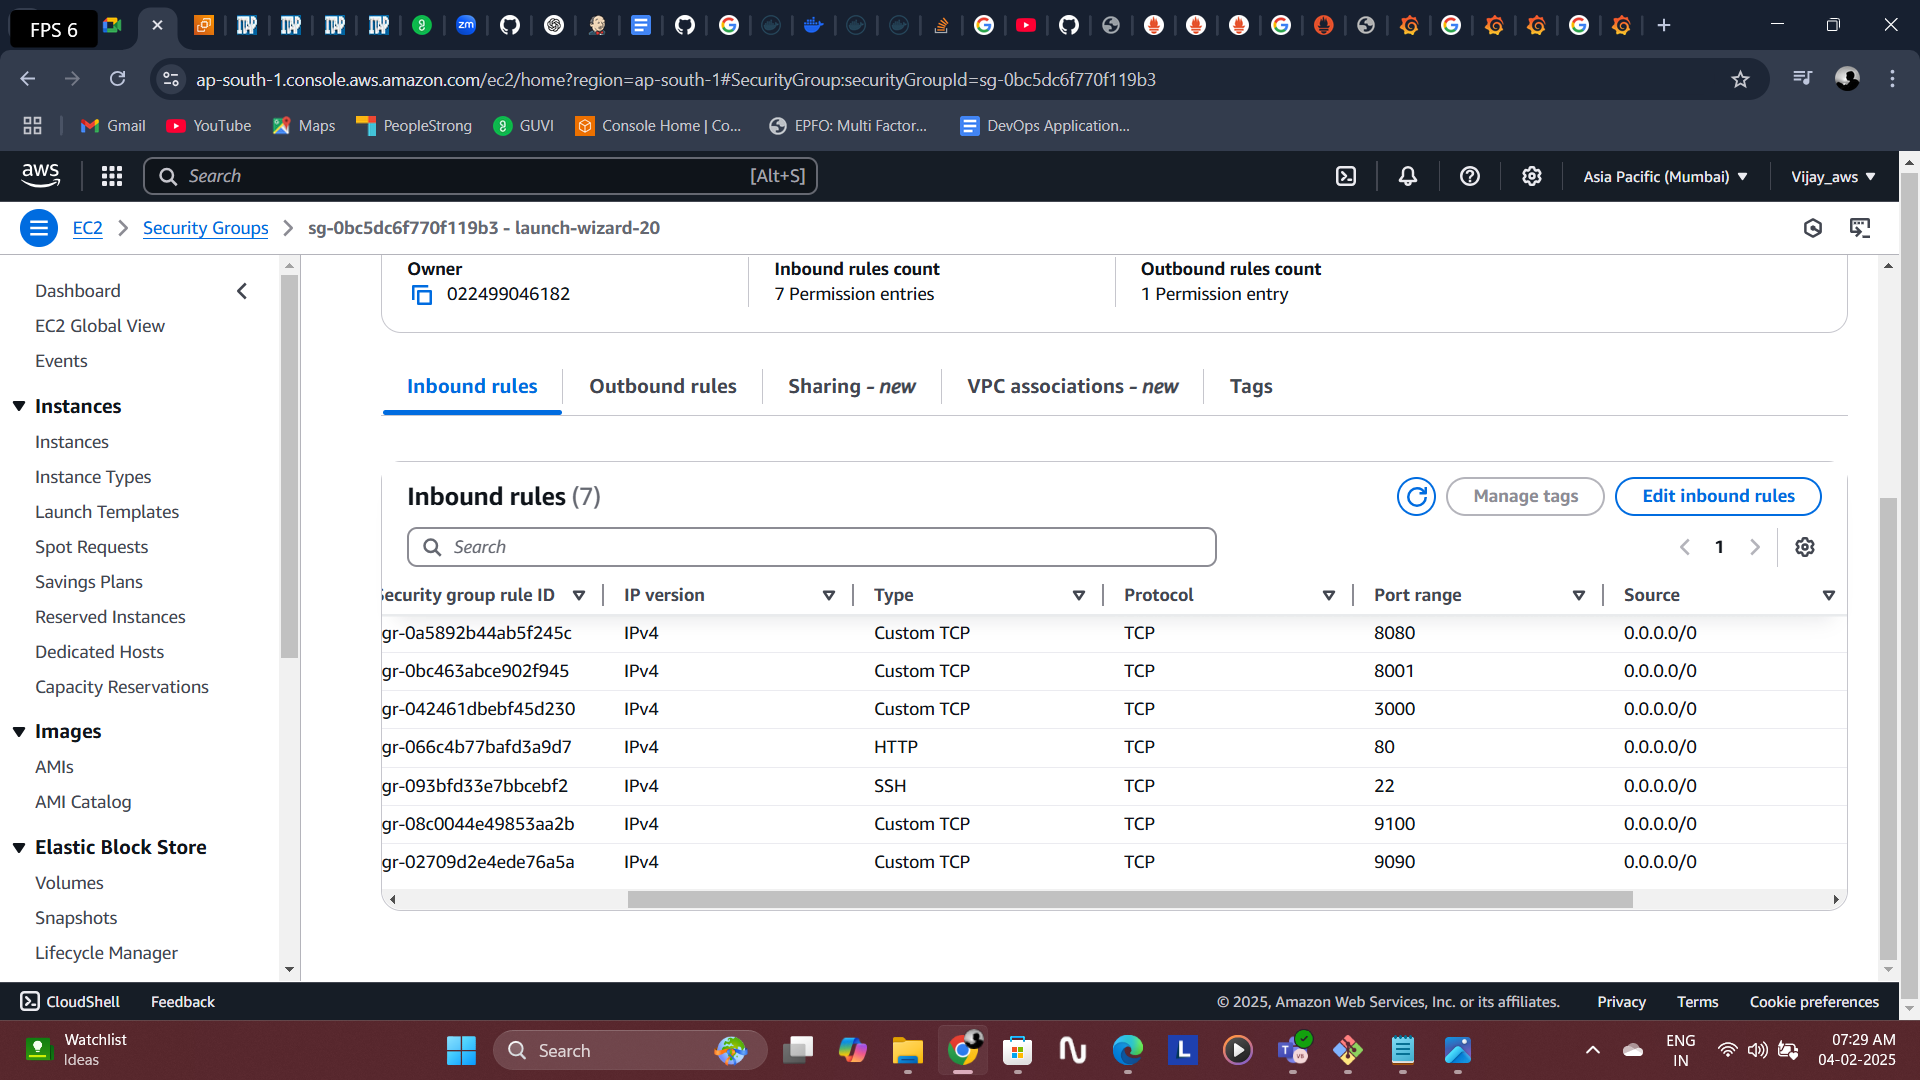 FPS 6
ap-south-1.console.aws.amazon.com/ec2/home?region=ap-south-1#SecurityGroup:securityGroupId=sg-0bc5dc6f770f119b3
Gmail
YouTube
Maps
PeopleStrong
GUVI
Console Home | Co...
EPFO: Multi Factor...
DevOps Application...
aws
Search
[Alt+S]
Asia Pacific (Mumbai)
Vijay_aws
EC2
Security Groups
sg-0bc5dc6f770f119b3 - launch-wizard-20
Dashboard
EC2 Global View
Events
Instances
Instances
Instance Types
Launch Templates
Spot Requests
Savings Plans
Reserved Instances
Dedicated Hosts
Capacity Reservations
Images
AMIs
AMI Catalog
Elastic Block Store
Volumes
Snapshots
Lifecycle Manager
Owner
022499046182
Inbound rules count
7 Permission entries
Outbound rules count
1 Permission entry
Inbound rules
Outbound rules
Sharing - new
VPC associations - new
Tags
Inbound rules (7)
Manage tags
Edit inbound rules
Search
1
Security group rule ID IP version Type Protocol Port range Source
gr-0a5892b44ab5f245c IPv4 Custom TCP TCP 8080 0.0.0.0/0
gr-0bc463abce902f945 IPv4 Custom TCP TCP 8001 0.0.0.0/0
gr-042461dbebf45d230 IPv4 Custom TCP TCP 3000 0.0.0.0/0
gr-066c4b77bafd3a9d7 IPv4 HTTP TCP 80 0.0.0.0/0
gr-093bfd33e7bbcebf2 IPv4 SSH TCP 22 0.0.0.0/0
gr-08c0044e49853aa2b IPv4 Custom TCP TCP 9100 0.0.0.0/0
gr-02709d2e4ede76a5a IPv4 Custom TCP TCP 9090 0.0.0.0/0
CloudShell
Feedback
© 2025, Amazon Web Services, Inc. or its affiliates.
Privacy
Terms
Cookie preferences
Watchlist
Ideas
Search
ENG
IN
07:29 AM
04-02-2025